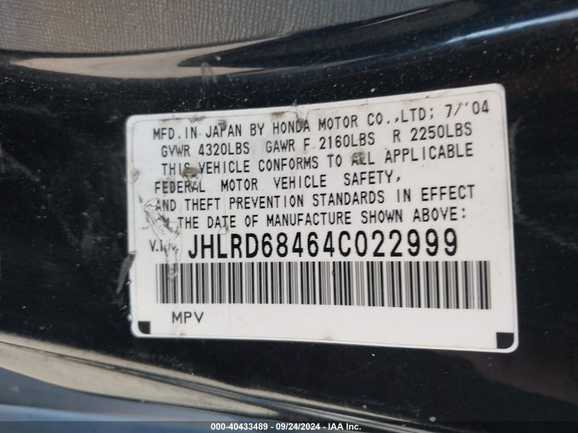 MFD. IN JAPAN BY HONDA MOTOR CO.,LTD; 7/'04
GVWR 4320LBS GAWR F 2160LBS R 2250LBS
THIS VEHICLE CONFORMS TO ALL APPLICABLE
FEDERAL MOTOR VEHICLE SAFETY,
AND THEFT PREVENTION STANDARDS IN EFFECT
THE DATE OF MANUFACTURE SHOWN ABOVE:
JHLRD68464C022999
MPV
000-40433489 - 09/24/2024 - IAA Inc.